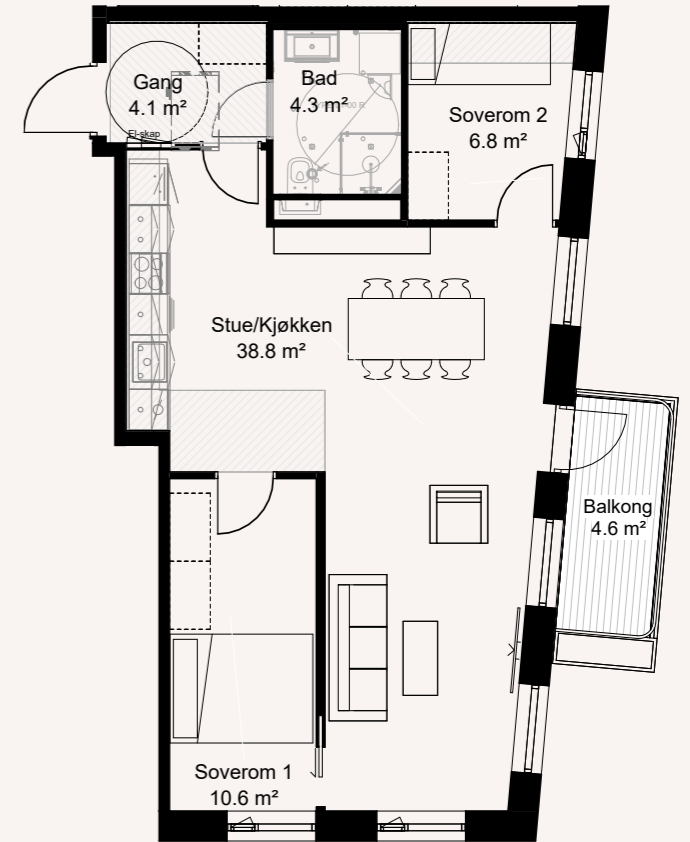 Gang
4.1 m²
El-skap
Bad
4.3 m²
Soverom 2
6.8 m²
Stue/Kjøkken
38.8 m²
Balkong
4.6 m²
Soverom 1
10.6 m²